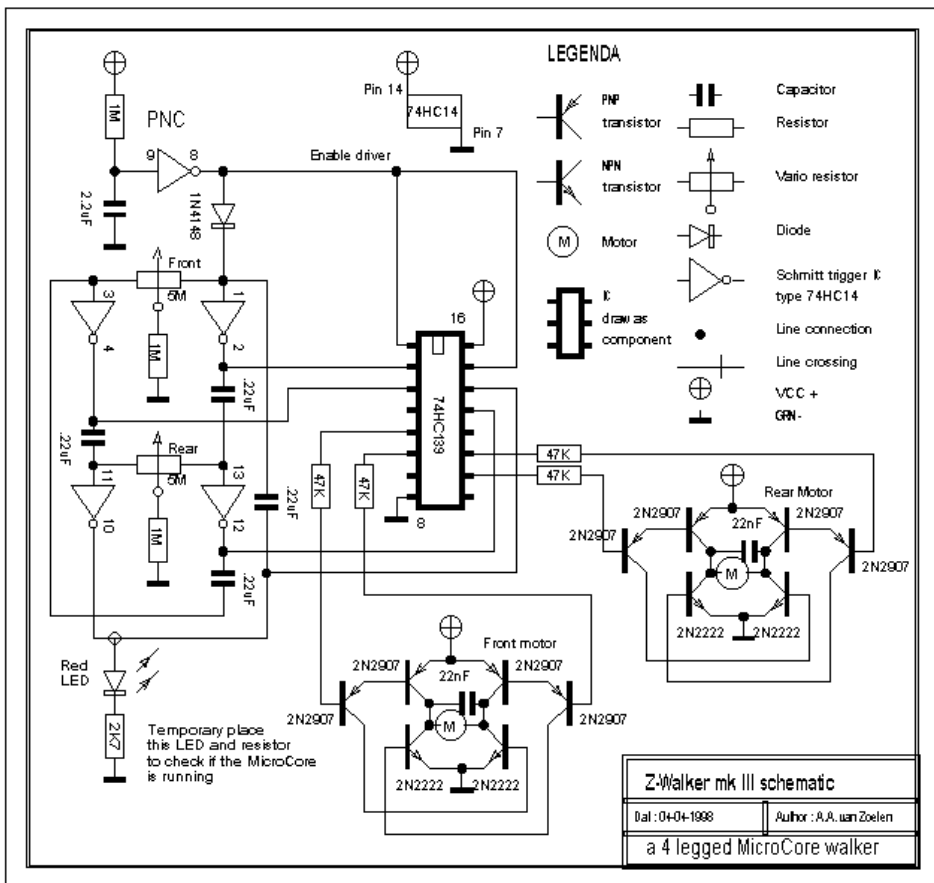 LEGENDA
Pin 14
74HC14
Pin 7
PNP
transistor
NPN
transistor
M
Motor
IC
draw as
component
Capacitor
Resistor
Vario resistor
Diode
Schmitt trigger IC
type 74HC14
Line connection
Line crossing
VCC +
GRN-
1M
PNC
9
8
Enable driver
2.2uF
1N4148
Front
5M
3
1
4
2
1M
.22uF
.22uF
Rear
5M
11
13
10
12
1M
.22uF
.22uF
16
74HC139
8
47K
47K
47K
47K
Rear Motor
2N2907
2N2907
22nF
2N2907
2N2907
M
2N2222
2N2222
Front motor
2N2907
2N2907
22nF
2N2907
2N2907
M
2N2222
2N2222
Red
LED
2K7
Temporary place
this LED and resistor
to check if the MicroCore
is running
Z-Walker mk III schematic
Dat : 04-04-1998
Author : A.A. van Zoelen
a 4 legged MicroCore walker